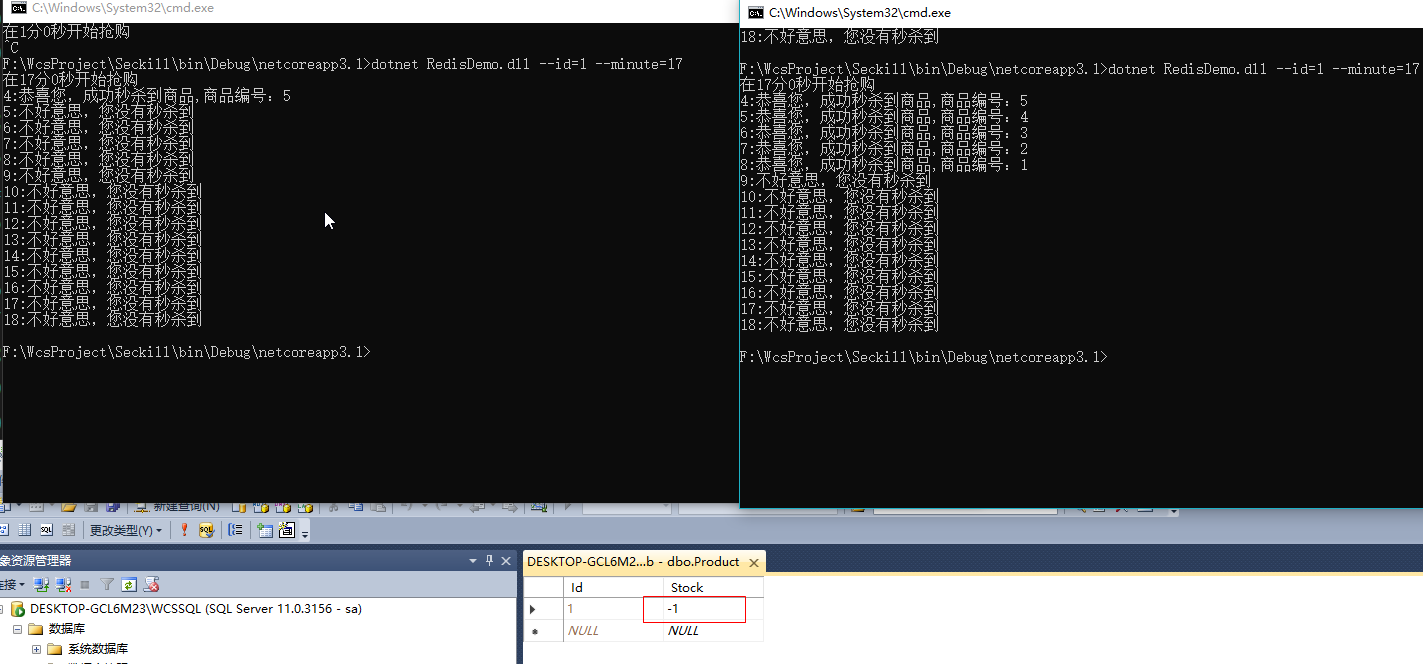 C:\Windows\System32\cmd.exe
在1分0秒开始抢购
^C
F:\WcsProject\Seckill\bin\Debug\netcoreapp3.1>dotnet RedisDemo.dll --id=1 --minute=17
在17分0秒开始抢购
4:恭喜您，成功秒杀到商品,商品编号：5
5:不好意思，您没有秒杀到
6:不好意思，您没有秒杀到
7:不好意思，您没有秒杀到
8:不好意思，您没有秒杀到
9:不好意思，您没有秒杀到
10:不好意思，您没有秒杀到
11:不好意思，您没有秒杀到
12:不好意思，您没有秒杀到
13:不好意思，您没有秒杀到
14:不好意思，您没有秒杀到
15:不好意思，您没有秒杀到
16:不好意思，您没有秒杀到
17:不好意思，您没有秒杀到
18:不好意思，您没有秒杀到
F:\WcsProject\Seckill\bin\Debug\netcoreapp3.1>
C:\Windows\System32\cmd.exe
18:不好意思，您没有秒杀到
F:\WcsProject\Seckill\bin\Debug\netcoreapp3.1>dotnet RedisDemo.dll --id=1 --minute=17
在17分0秒开始抢购
4:恭喜您，成功秒杀到商品,商品编号：5
5:恭喜您，成功秒杀到商品,商品编号：4
6:恭喜您，成功秒杀到商品,商品编号：3
7:恭喜您，成功秒杀到商品,商品编号：2
8:恭喜您，成功秒杀到商品,商品编号：1
9:不好意思，您没有秒杀到
10:不好意思，您没有秒杀到
11:不好意思，您没有秒杀到
12:不好意思，您没有秒杀到
13:不好意思，您没有秒杀到
14:不好意思，您没有秒杀到
15:不好意思，您没有秒杀到
16:不好意思，您没有秒杀到
17:不好意思，您没有秒杀到
18:不好意思，您没有秒杀到
F:\WcsProject\Seckill\bin\Debug\netcoreapp3.1>
新建查询(N)
更改类型(Y)
象资源管理器
连接
DESKTOP-GCL6M23\WCSSQL (SQL Server 11.0.3156 - sa)
数据库
系统数据库
DESKTOP-GCL6M2...b - dbo.Product
Id Stock
1 -1
NULL NULL